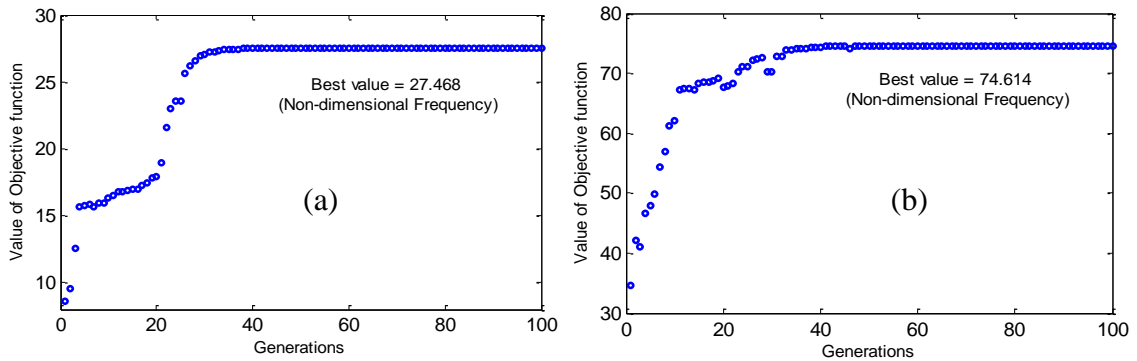 Value of Objective function
30
25
20
15
10
Best value = 27.468
(Non-dimensional Frequency)
(a)
0
20
40
60
80
100
Generations
Value of Objective function
80
70
60
50
40
30
Best value = 74.614
(Non-dimensional Frequency)
(b)
0
20
40
60
80
100
Generations